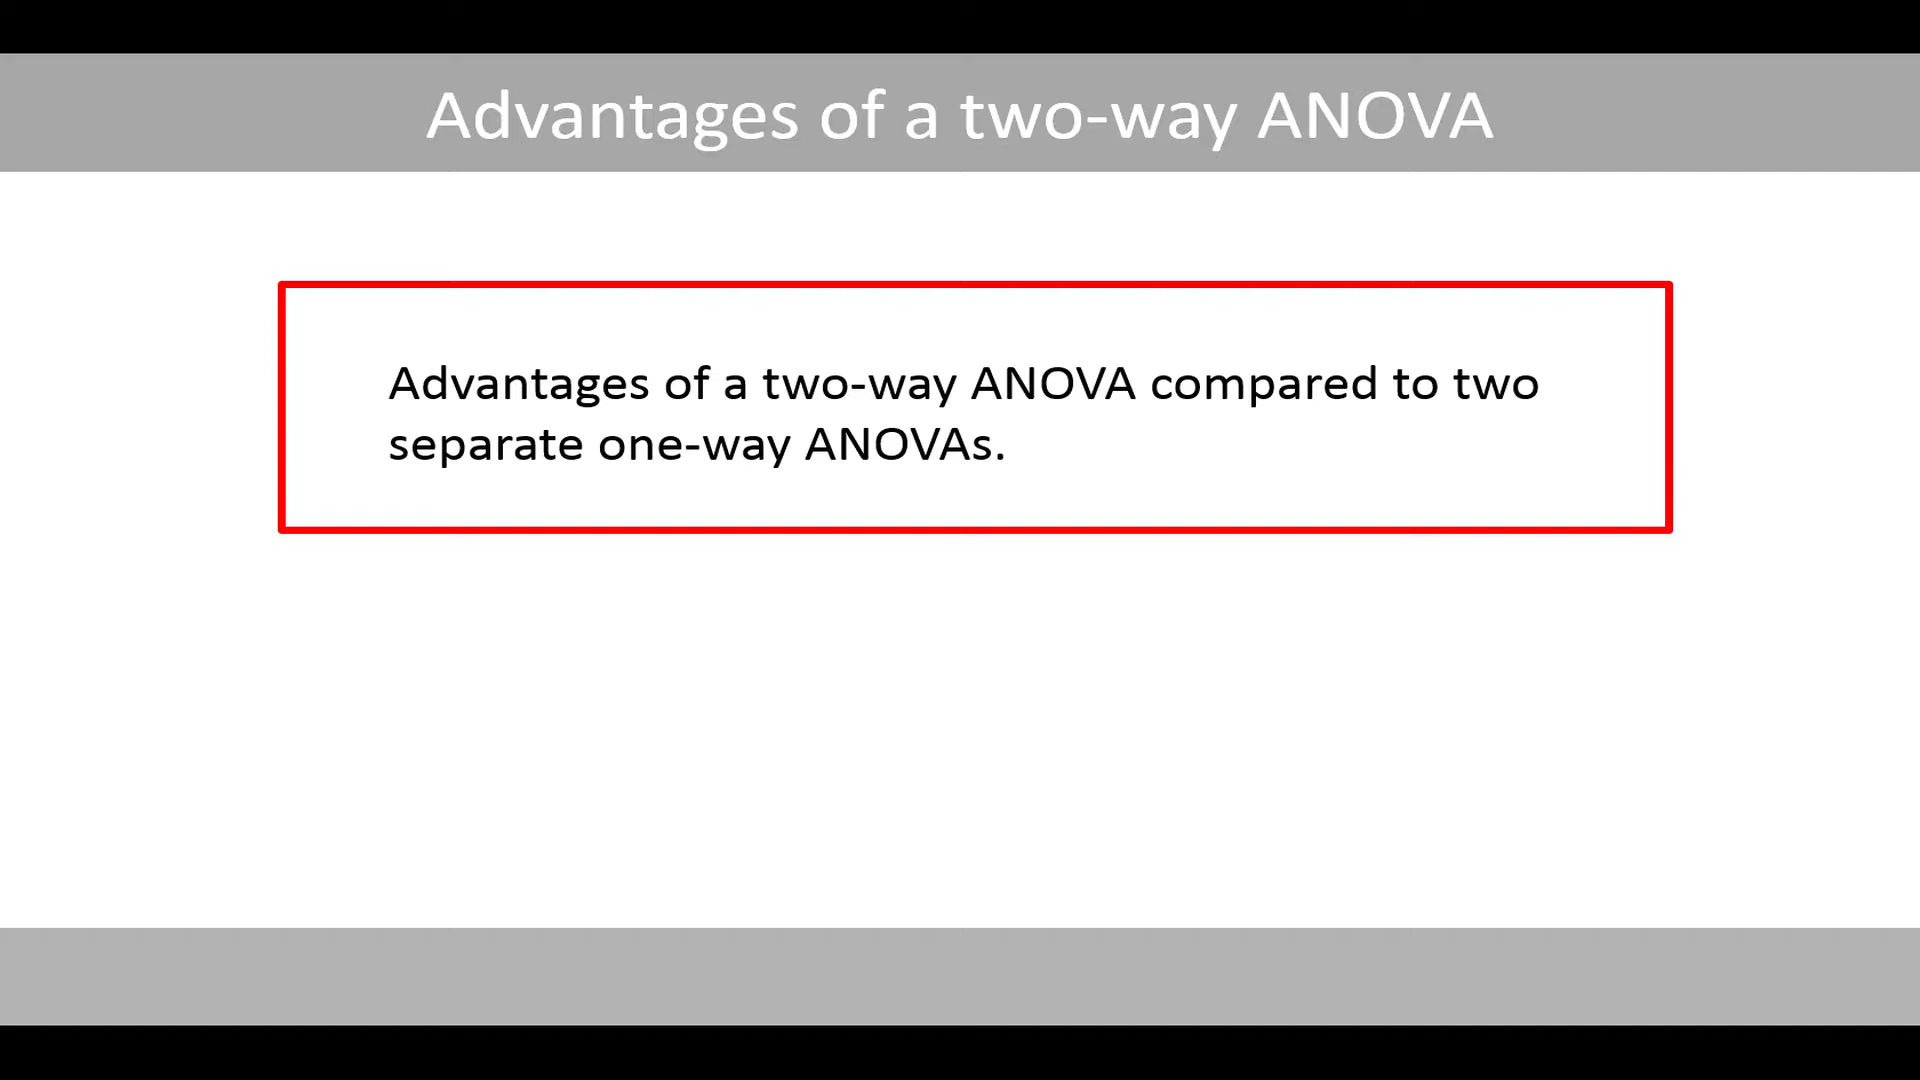 Advantages of a two-way ANOVA
Advantages of a two-way ANOVA compared to two
separate one-way ANOVAs.